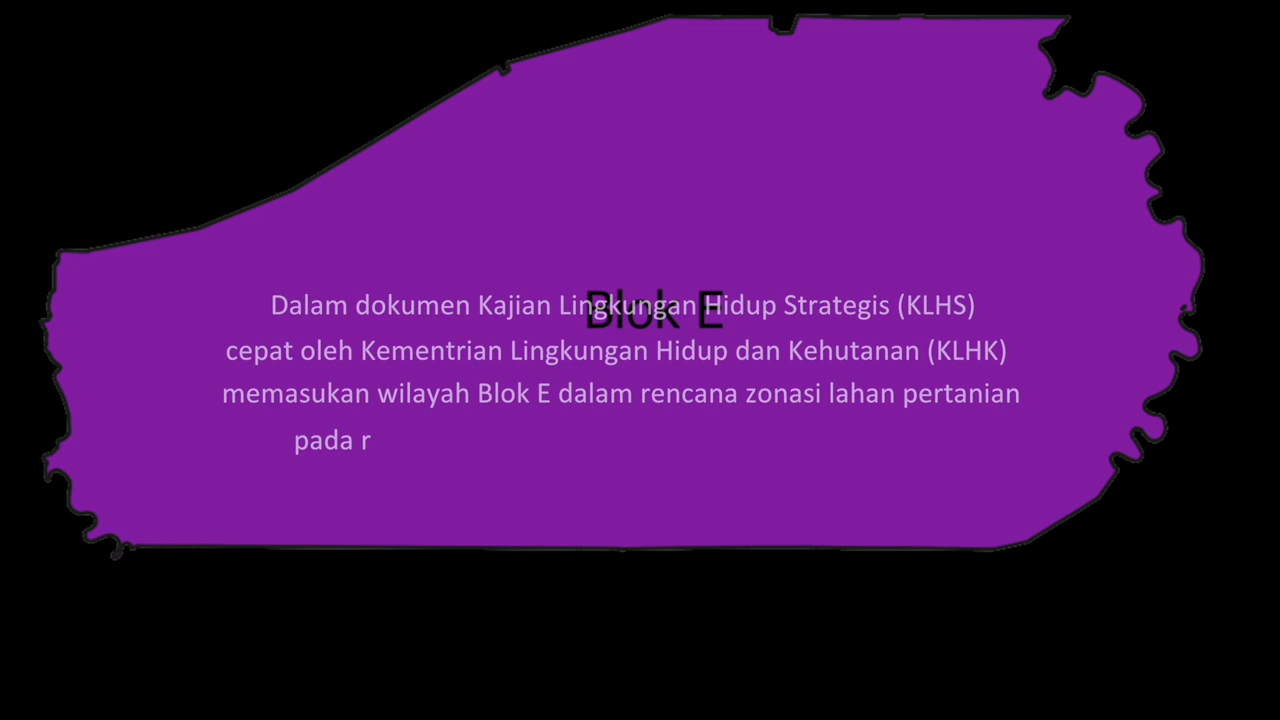 Dalam dokumen Kajian Lingkungan Hidup Strategis (KLHS)
Blok E
cepat oleh Kementrian Lingkungan Hidup dan Kehutanan (KLHK)
memasukan wilayah Blok E dalam rencana zonasi lahan pertanian
pada r